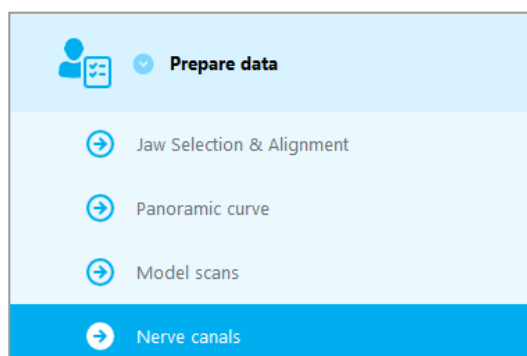 Prepare data
Jaw Selection & Alignment
Panoramic curve
Model scans
Nerve canals